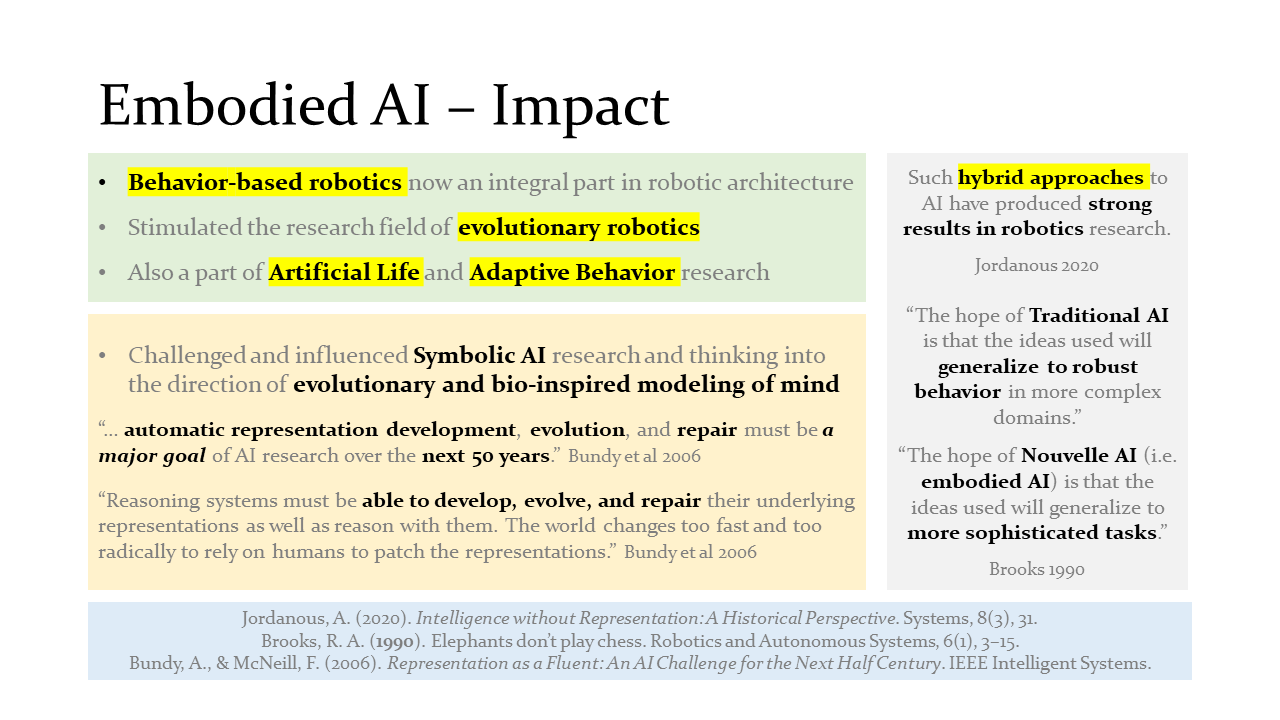 Embodied AI – Impact
• Behavior-based robotics now an integral part in robotic architecture
• Stimulated the research field of evolutionary robotics
• Also a part of Artificial Life and Adaptive Behavior research
• Challenged and influenced Symbolic AI research and thinking into
the direction of evolutionary and bio-inspired modeling of mind
“… automatic representation development, evolution, and repair must be a
major goal of AI research over the next 50 years.” Bundy et al 2006
“Reasoning systems must be able to develop, evolve, and repair their underlying
representations as well as reason with them. The world changes too fast and too
radically to rely on humans to patch the representations.” Bundy et al 2006
Such hybrid approaches to
AI have produced strong
results in robotics research.
Jordanous 2020
“The hope of Traditional AI
is that the ideas used will
generalize to robust
behavior in more complex
domains.”
“The hope of Nouvelle AI (i.e.
embodied AI) is that the
ideas used will generalize to
more sophisticated tasks.”
Brooks 1990
Jordanous, A. (2020). Intelligence without Representation: A Historical Perspective. Systems, 8(3), 31.
Brooks, R. A. (1990). Elephants don’t play chess. Robotics and Autonomous Systems, 6(1), 3–15.
Bundy, A., & McNeill, F. (2006). Representation as a Fluent: An AI Challenge for the Next Half Century. IEEE Intelligent Systems.